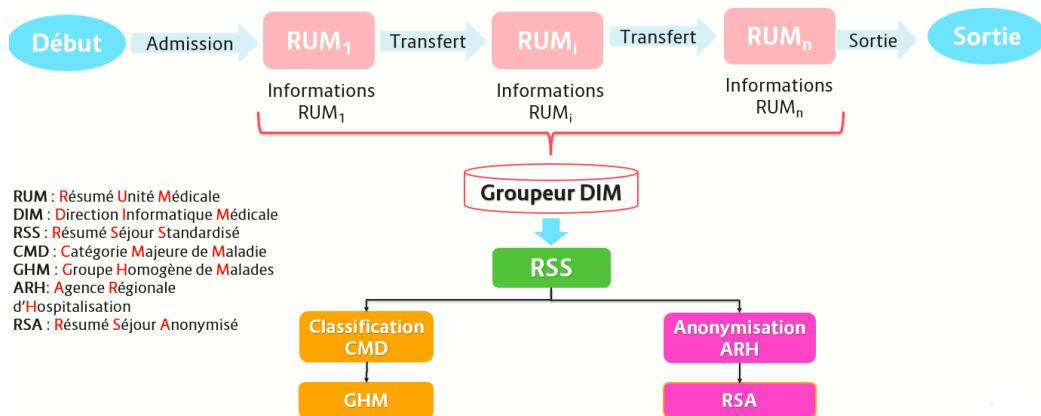 Début
Admission
RUM1
Transfert
RUMi
Transfert
RUMn
Sortie
Sortie
Informations
RUM1
Informations
RUMi
Informations
RUMn
Groupeur DIM
RUM : Résumé Unité Médicale
DIM : Direction Informatique Médicale
RSS : Résumé Séjour Standardisé
CMD : Catégorie Majeure de Maladie
GHM : Groupe Homogène de Malades
ARH: Agence Régionale
d'Hospitalisation
RSA : Résumé Séjour Anonymisé
RSS
Classification
CMD
Anonymisation
ARH
GHM
RSA